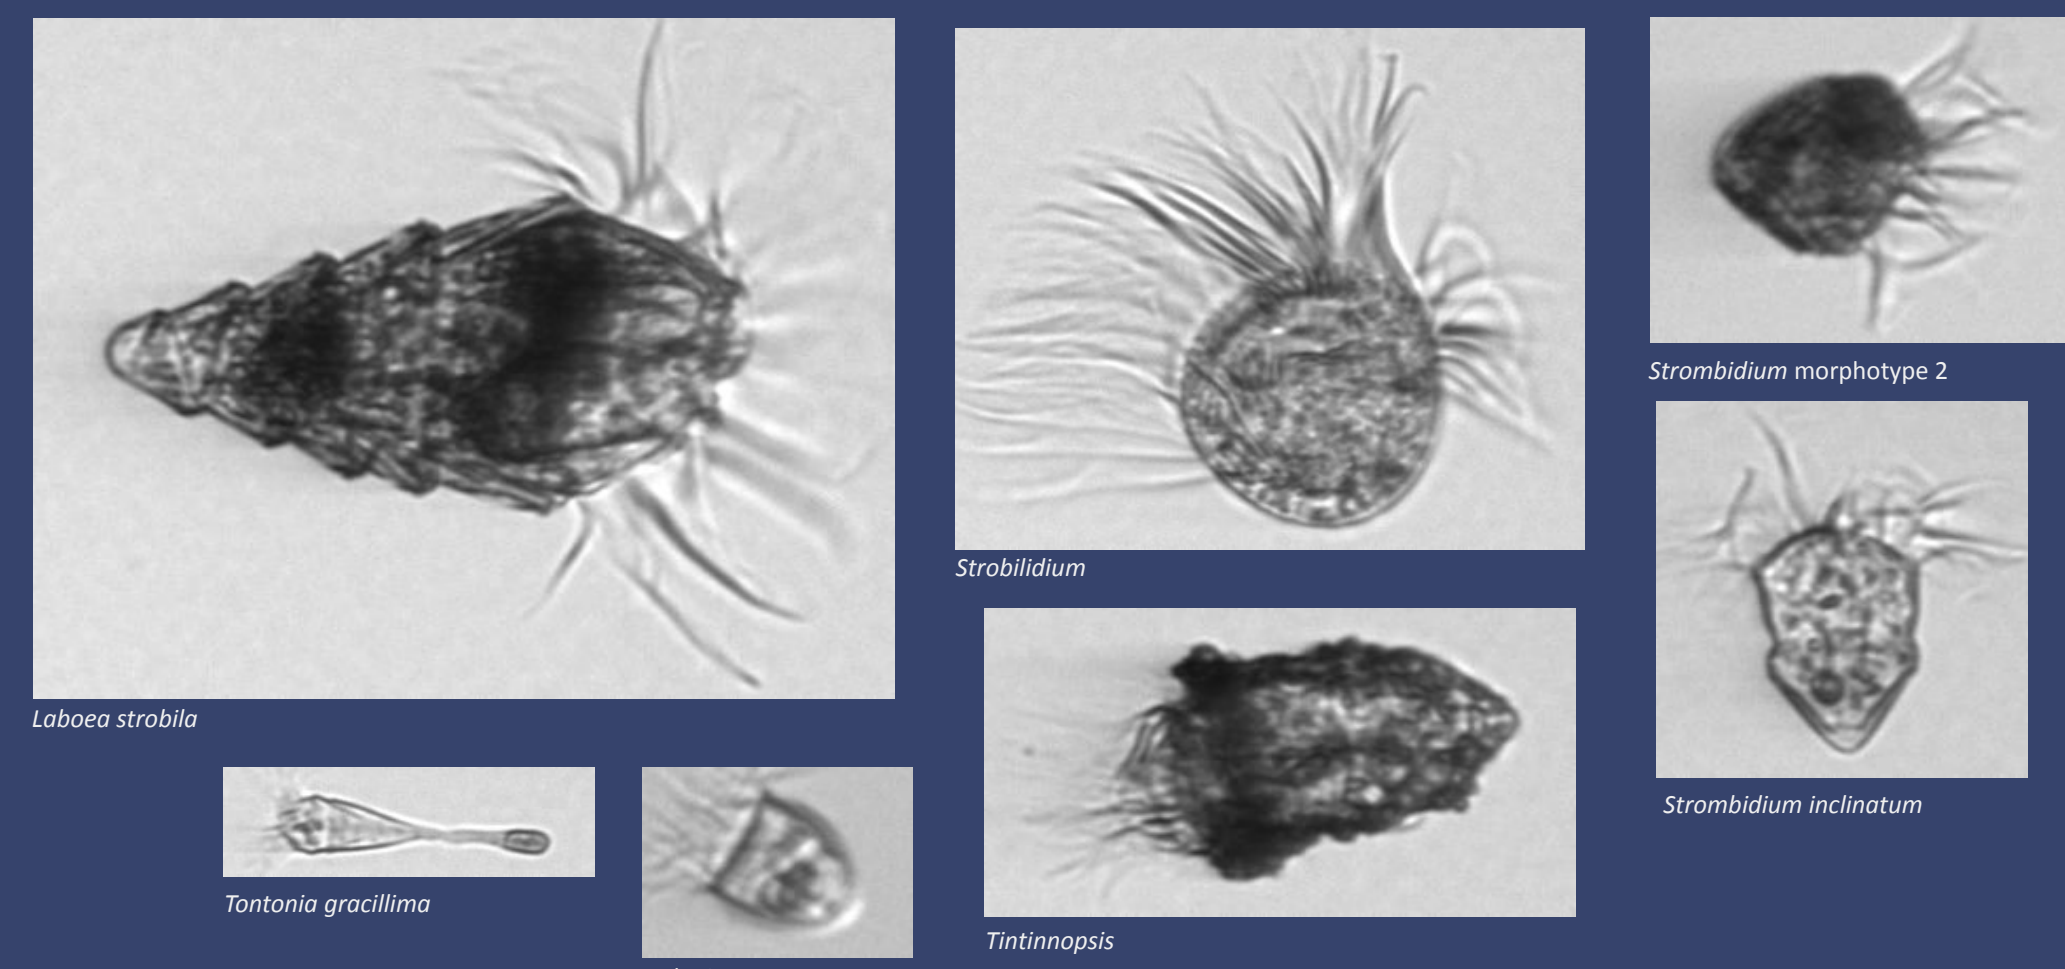 Strombidium morphotype 2
Strobilidium
Laboea strobila
Strombidium inclinatum
Tontonia gracillima
Tintinnopsis